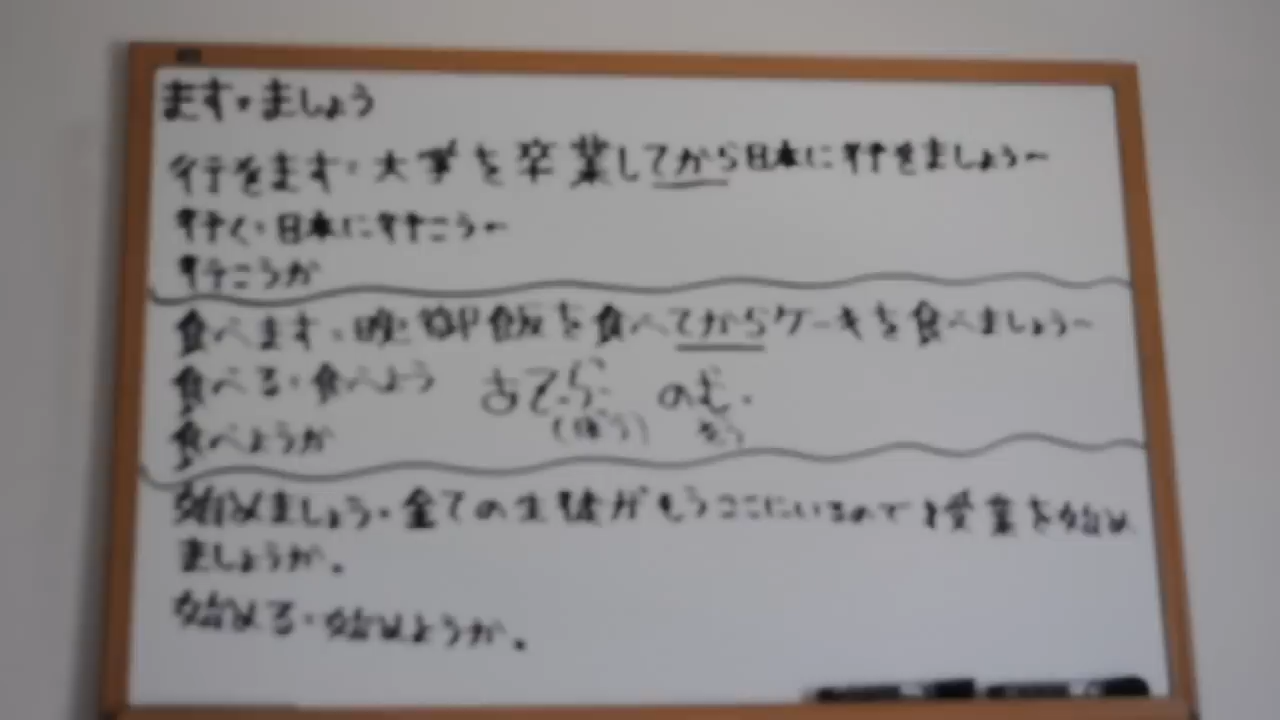 ます・ましょう
行きます・大学を卒業してから日本に行きましょう～
行く・日本に行こう～
行こうか
食べます・晩御飯を食べてからケーキを食べましょう～
食べる・食べよう
のむ・
食べようか
始めましょう・全ての生徒がもうここにいるので授業を始め
ましょうか。
始める・始めようか。